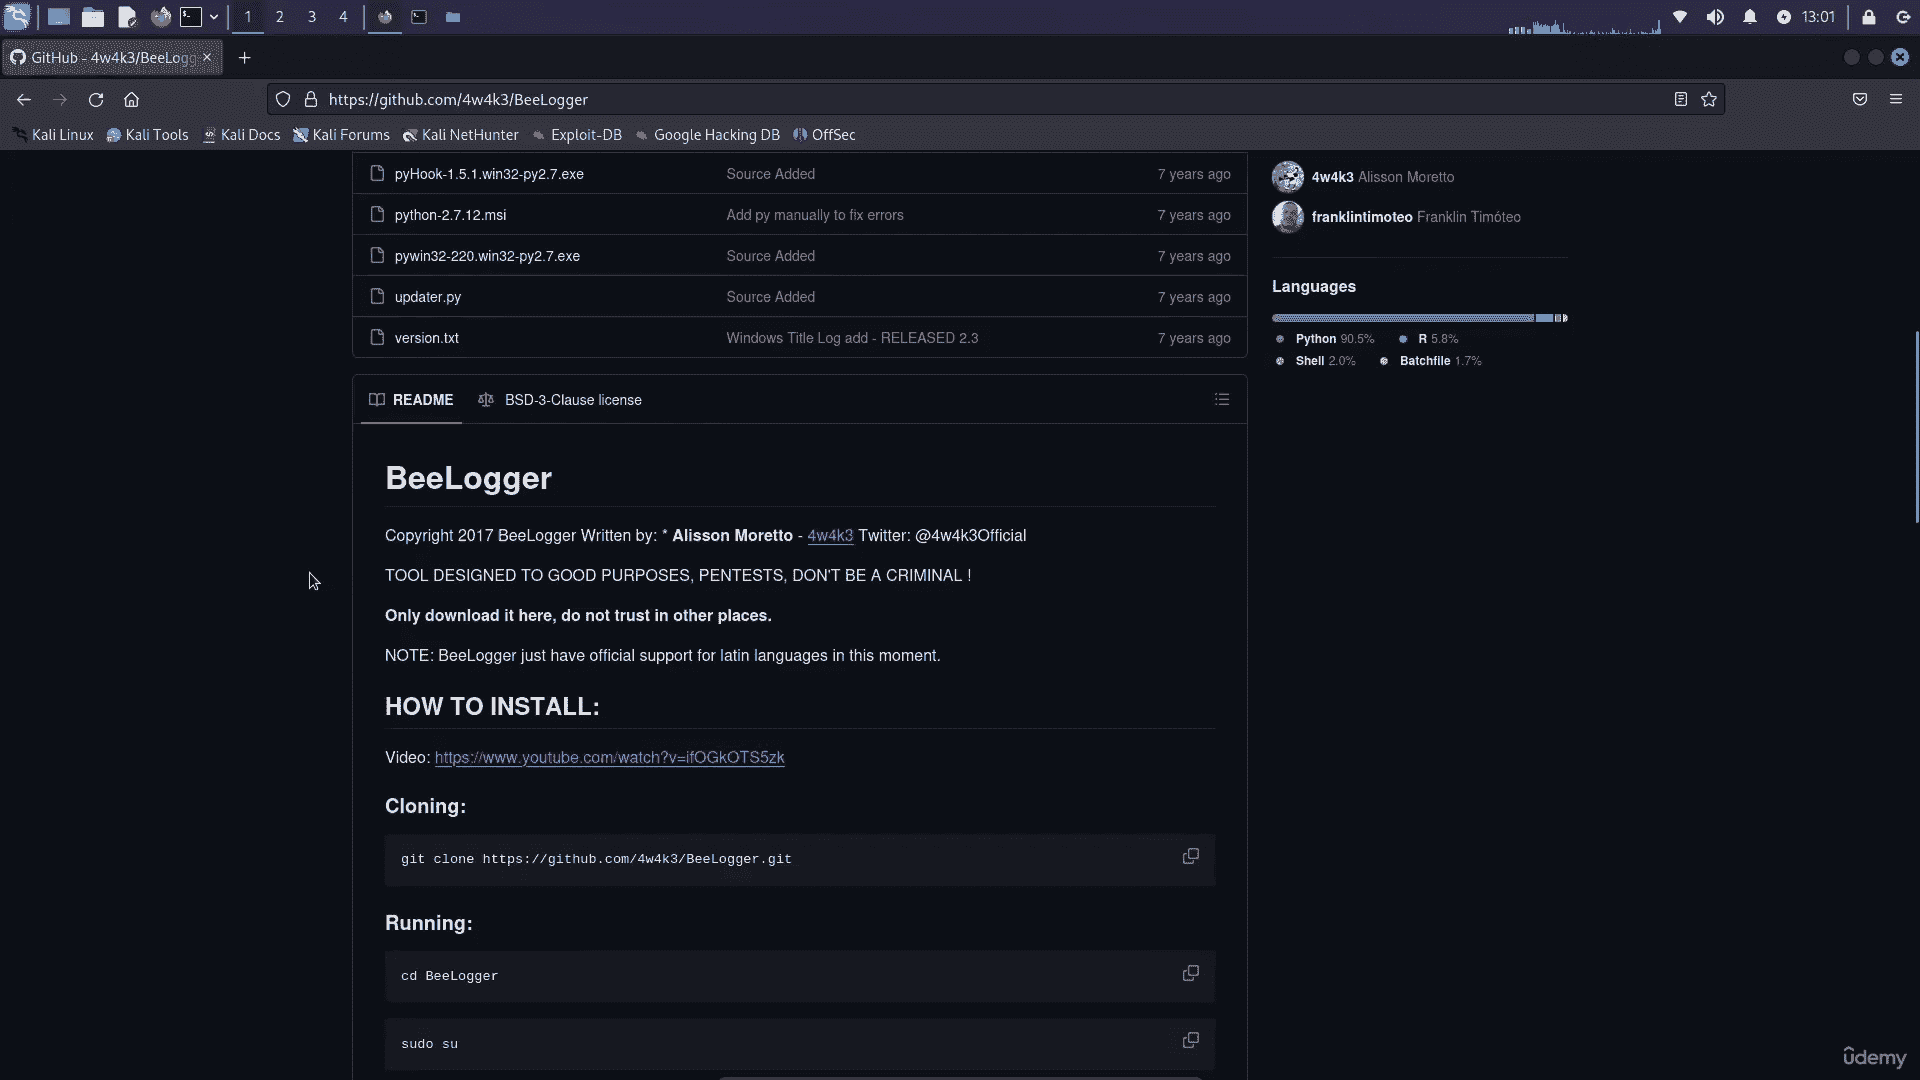 1 2 3 4 13:01
GitHub - 4w4k3/BeeLogg
https://github.com/4w4k3/BeeLogger
Kali Linux Kali Tools Kali Docs Kali Forums Kali NetHunter Exploit-DB Google Hacking DB OffSec
pyHook-1.5.1.win32-py2.7.exe Source Added 7 years ago
python-2.7.12.msi Add py manually to fix errors 7 years ago
pywin32-220.win32-py2.7.exe Source Added 7 years ago
updater.py Source Added 7 years ago
version.txt Windows Title Log add - RELEASED 2.3 7 years ago
4w4k3 Alisson Moretto
franklintimoteo Franklin Timóteo
Languages
Python 90.5% R 5.8%
Shell 2.0% Batchfile 1.7%
README BSD-3-Clause license
BeeLogger
Copyright 2017 BeeLogger Written by: * Alisson Moretto - 4w4k3 Twitter: @4w4k3Official
TOOL DESIGNED TO GOOD PURPOSES, PENTESTS, DON'T BE A CRIMINAL !
Only download it here, do not trust in other places.
NOTE: BeeLogger just have official support for latin languages in this moment.
HOW TO INSTALL:
Video: https://www.youtube.com/watch?v=ifOGkOTS5zk
Cloning:
git clone https://github.com/4w4k3/BeeLogger.git
Running:
cd BeeLogger
sudo su
ûdemy